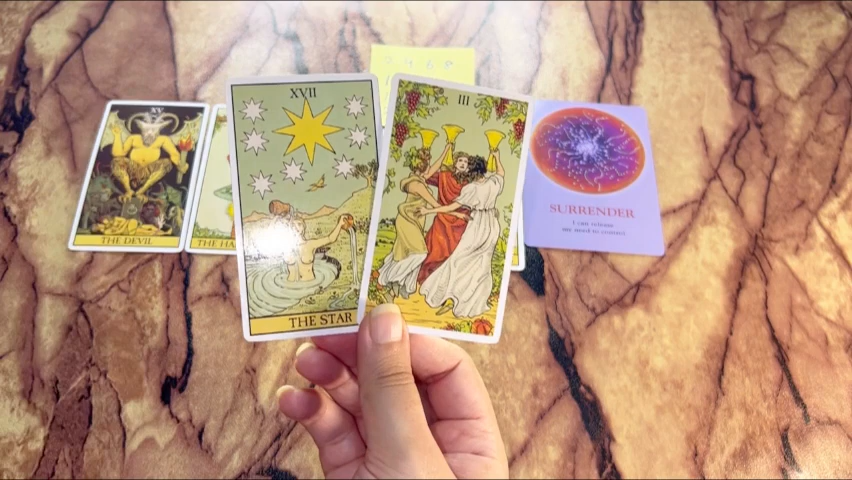 XVII
III
XV
THE DEVIL
THE HA
THE STAR
SURRENDER
I can release
my need to control.